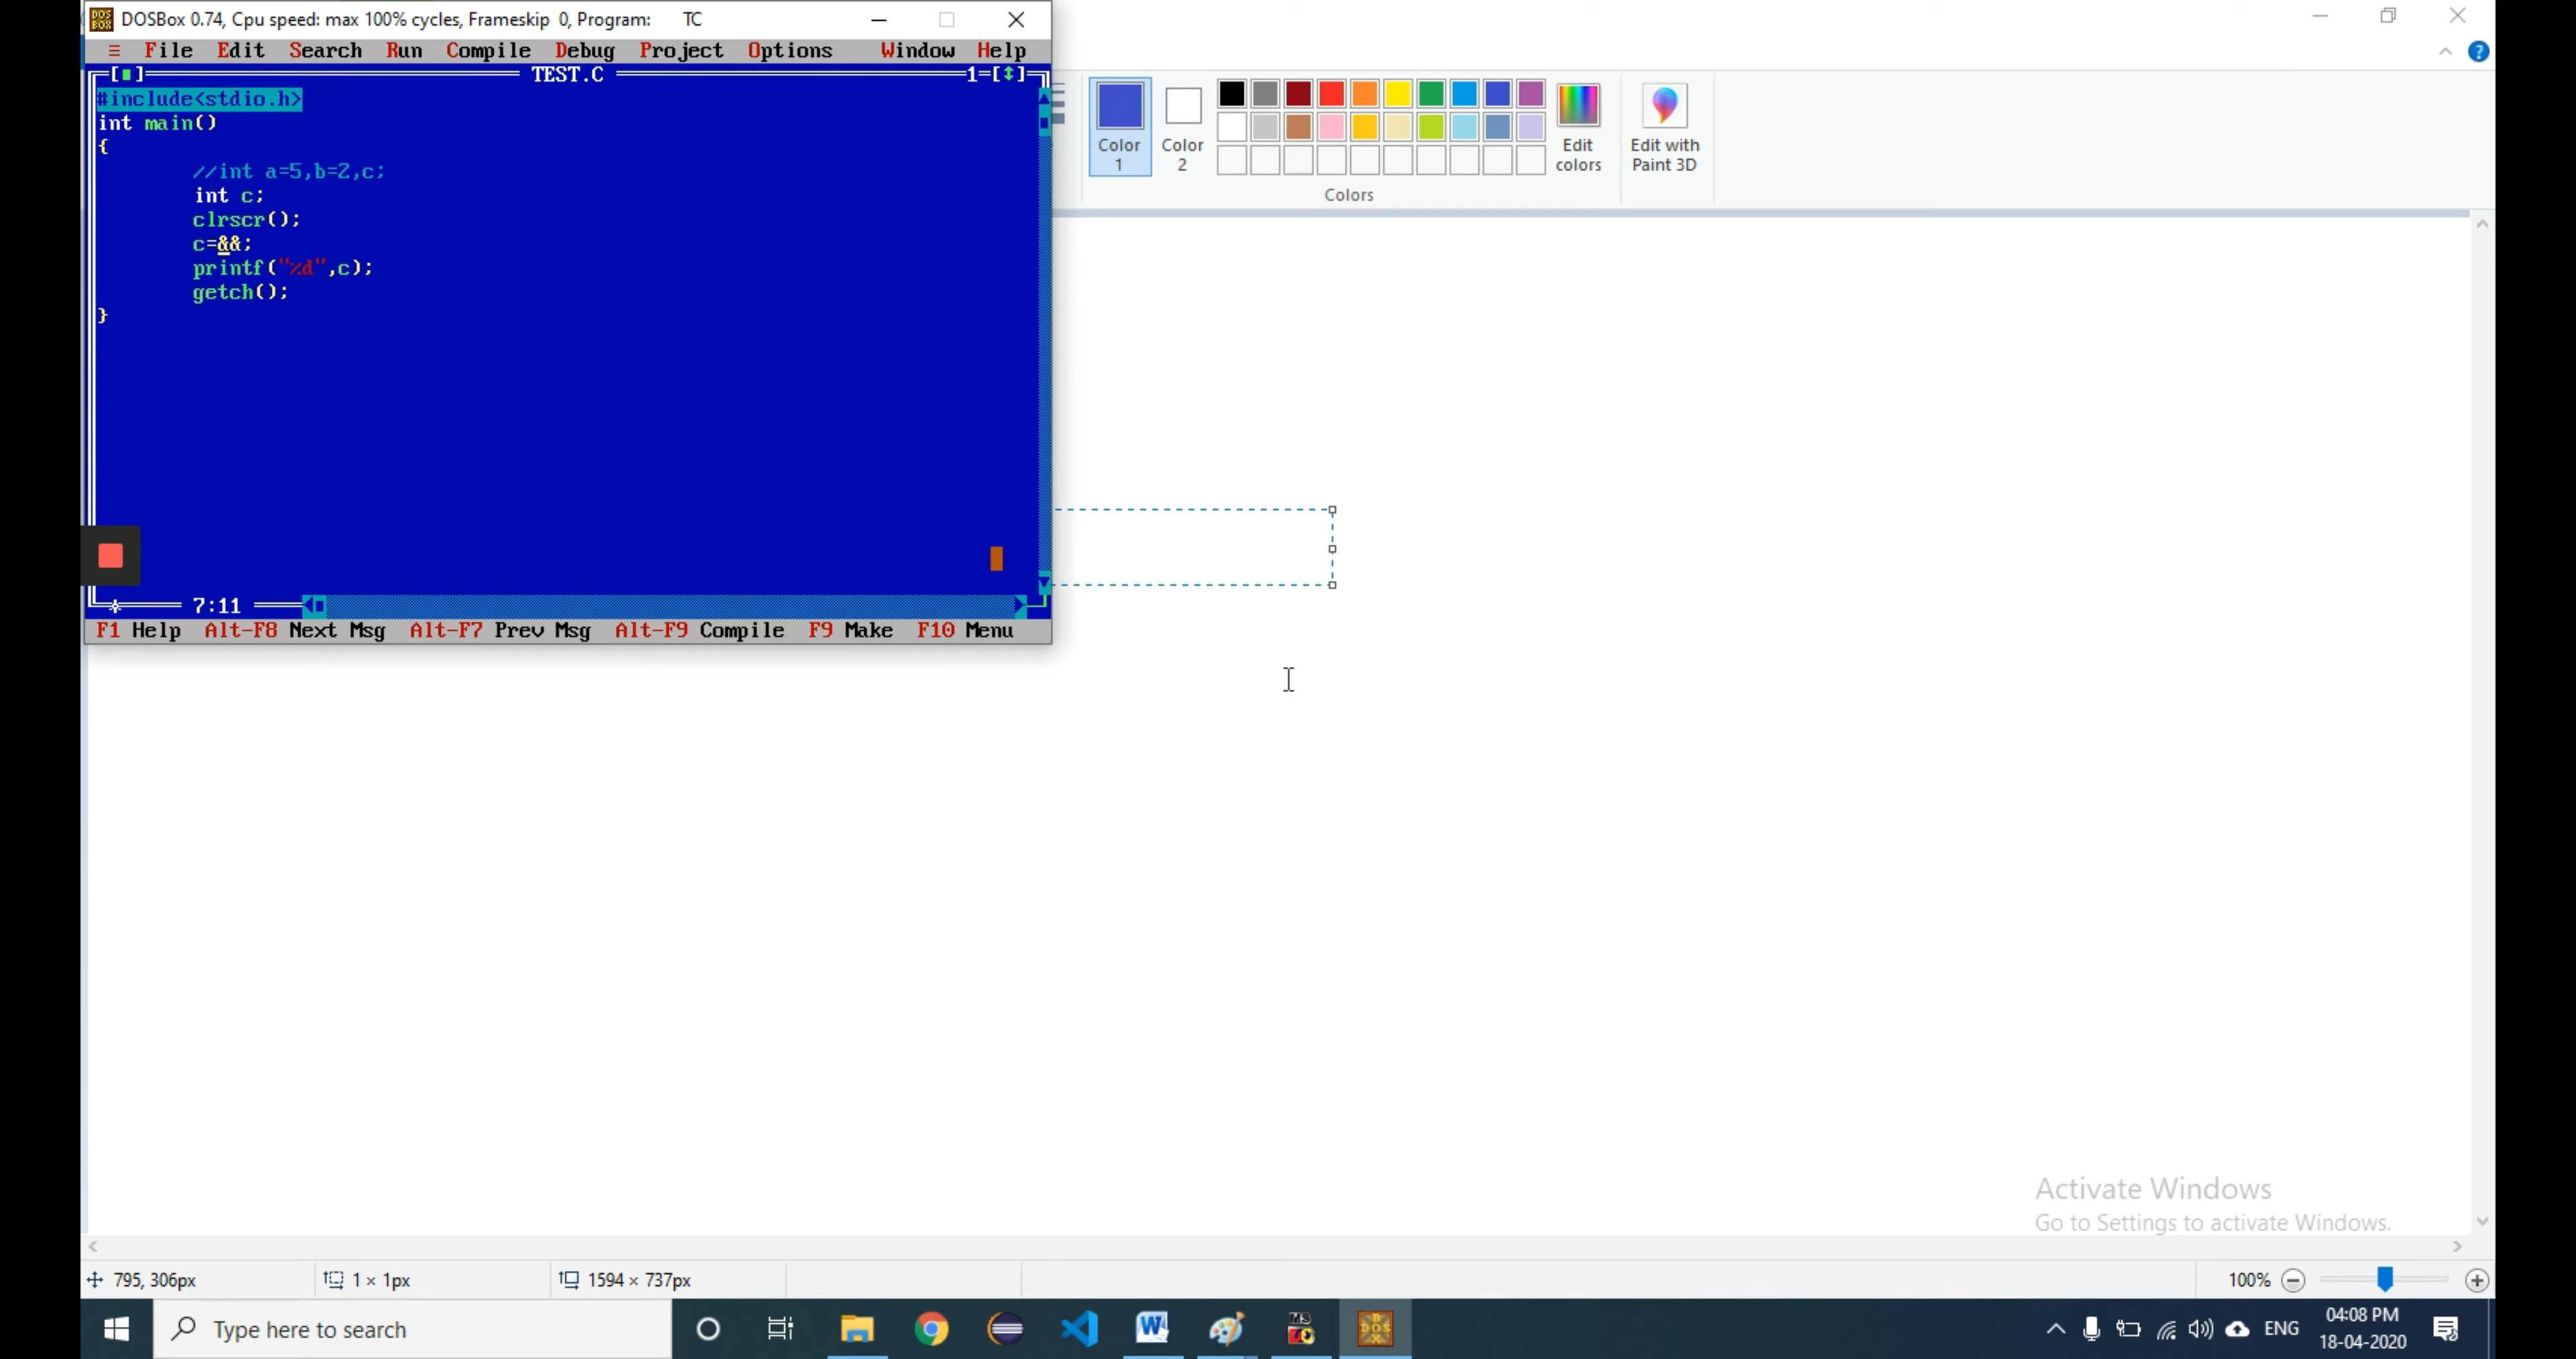 DOSBox 0.74, Cpu speed: max 100% cycles, Frameskip 0, Program: TC
≡ File Edit Search Run Compile Debug Project Options Window Help
[■] TEST.C 1=[↕]
#include<stdio.h>
int main()
{
//int a=5,b=2,c;
int c;
clrscr();
c=&&;
printf("%d",c);
getch();
}
7:11
F1 Help Alt-F8 Next Msg Alt-F7 Prev Msg Alt-F9 Compile F9 Make F10 Menu
Color 1
Color 2
Edit colors
Edit with Paint 3D
Colors
Activate Windows
Go to Settings to activate Windows.
795, 306px
1 × 1px
1594 × 737px
100%
Type here to search
ENG
04:08 PM
18-04-2020